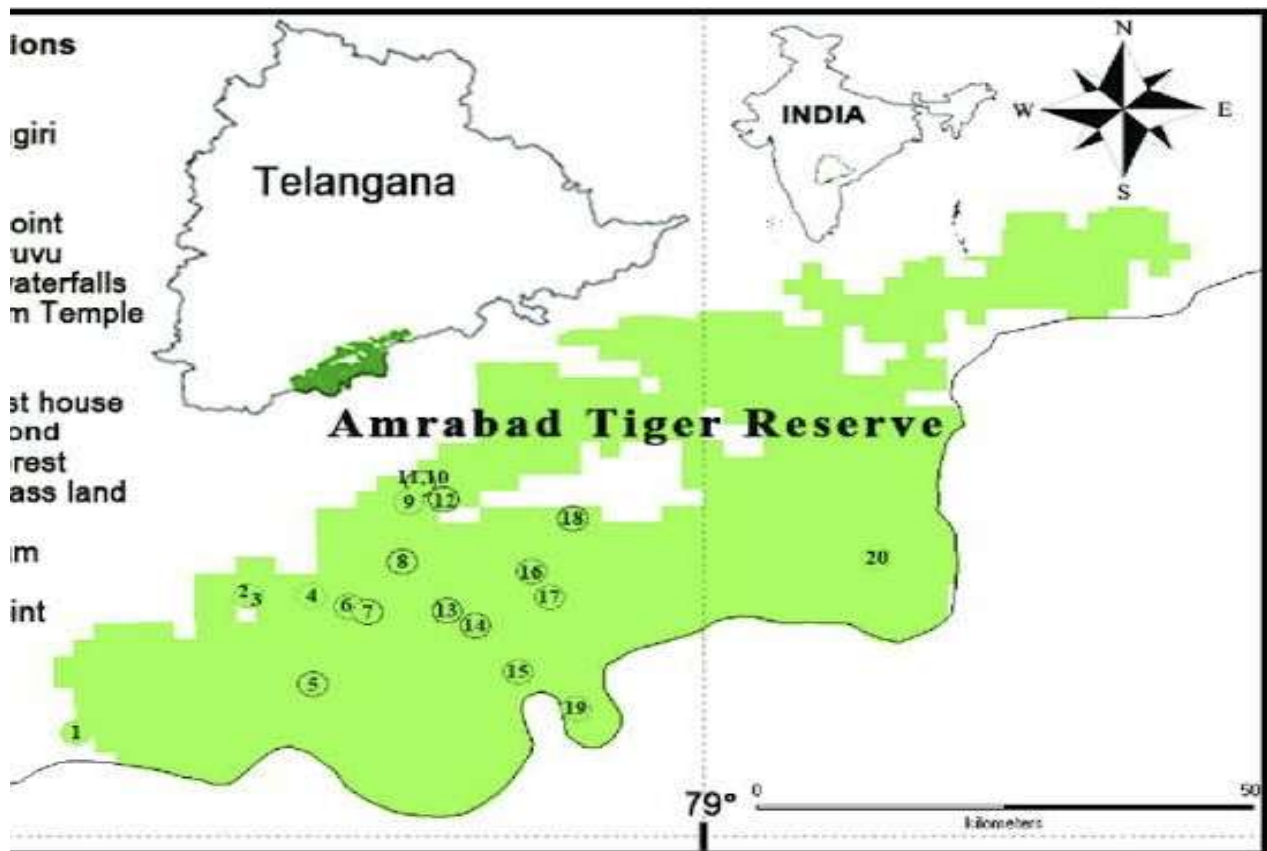 ions
giri
oint
uvu
vaterfalls
m Temple
st house
ond
rest
ass land
m
int
Telangana
INDIA
N
W
E
S
Amrabad Tiger Reserve
11,10
9
12
18
8
16
17
2
3
4
6
7
13
14
20
5
15
19
1
79°
0
50
kilometers